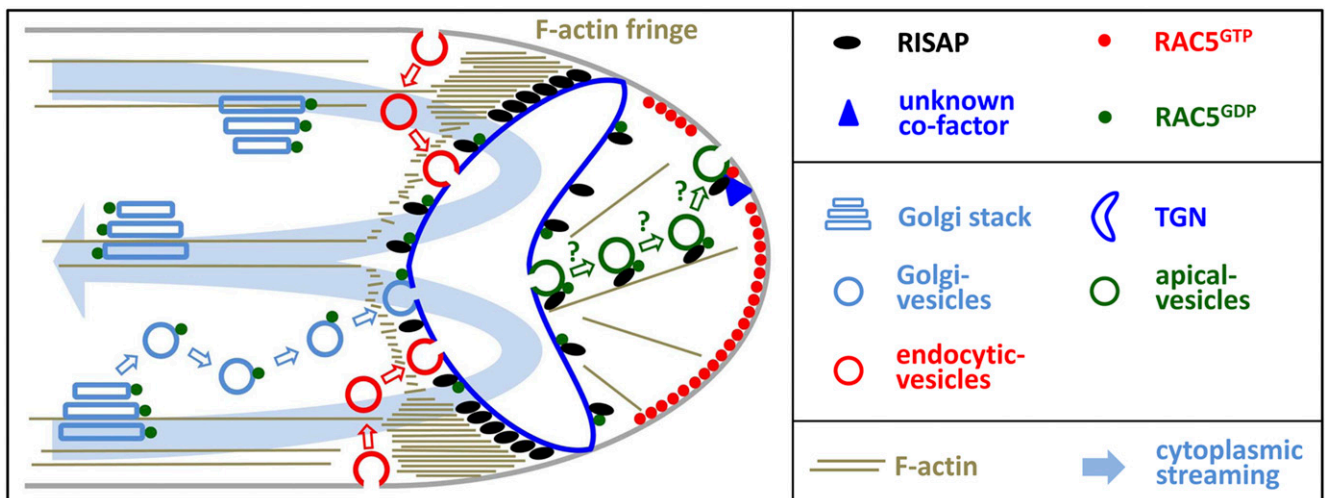 F-actin fringe
?
?
?
RISAP
RAC5GTP
unknown
co-factor
RAC5GDP
Golgi stack
TGN
Golgi-
vesicles
apical-
vesicles
endocytic-
vesicles
F-actin
cytoplasmic
streaming